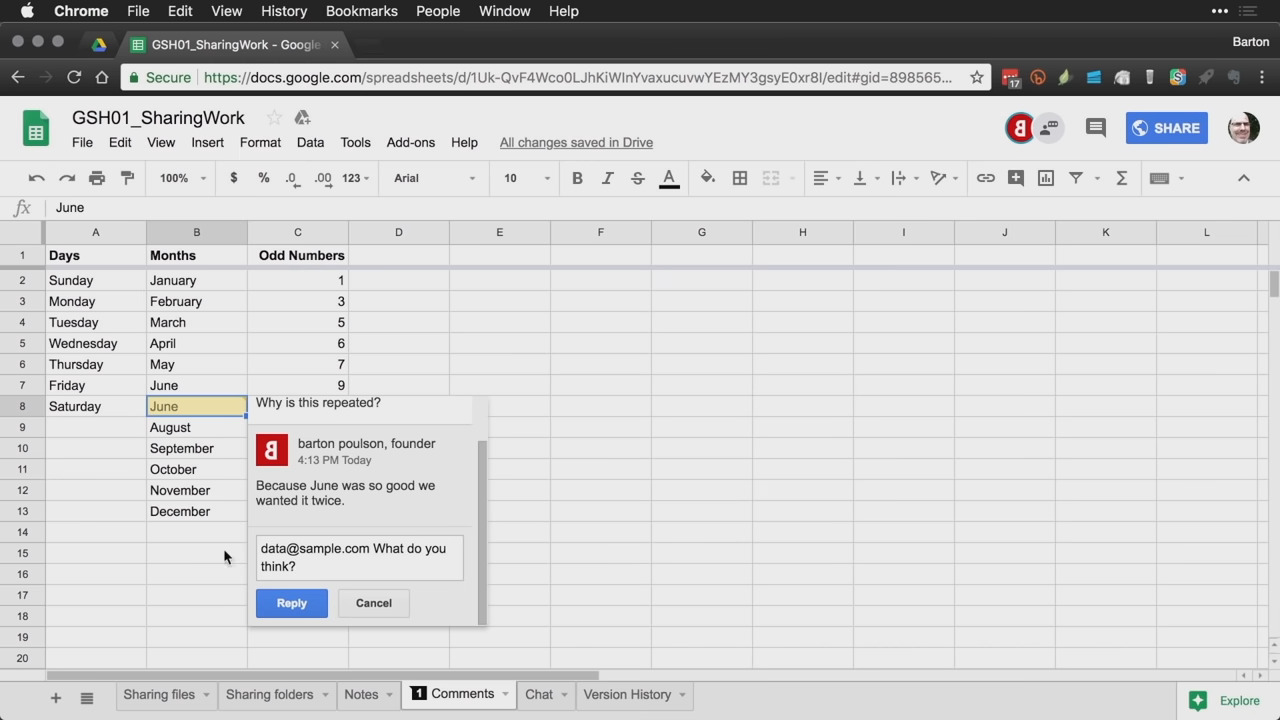 Chrome File Edit View History Bookmarks People Window Help
GSH01_SharingWork - Google
Barton
Secure https://docs.google.com/spreadsheets/d/1Uk-QvF4Wco0LJhKiWInYvaxucuvwYEzMY3gsyE0xr8I/edit#gid=898565...
17
GSH01_SharingWork
SHARE
File Edit View Insert Format Data Tools Add-ons Help All changes saved in Drive
100% $ % .0 .00 123 Arial 10 B I S A
fx June
A B C D E F G H I J K L
1 Days Months Odd Numbers
2 Sunday January 1
3 Monday February 3
4 Tuesday March 5
5 Wednesday April 6
6 Thursday May 7
7 Friday June 9
8 Saturday June
9 August
10 September
11 October
12 November
13 December
14
15
16
17
18
19
20
Why is this repeated?
B
barton poulson, founder
4:13 PM Today
Because June was so good we
wanted it twice.
data@sample.com What do you
think?
Reply Cancel
Sharing files Sharing folders Notes 1 Comments Chat Version History
Explore